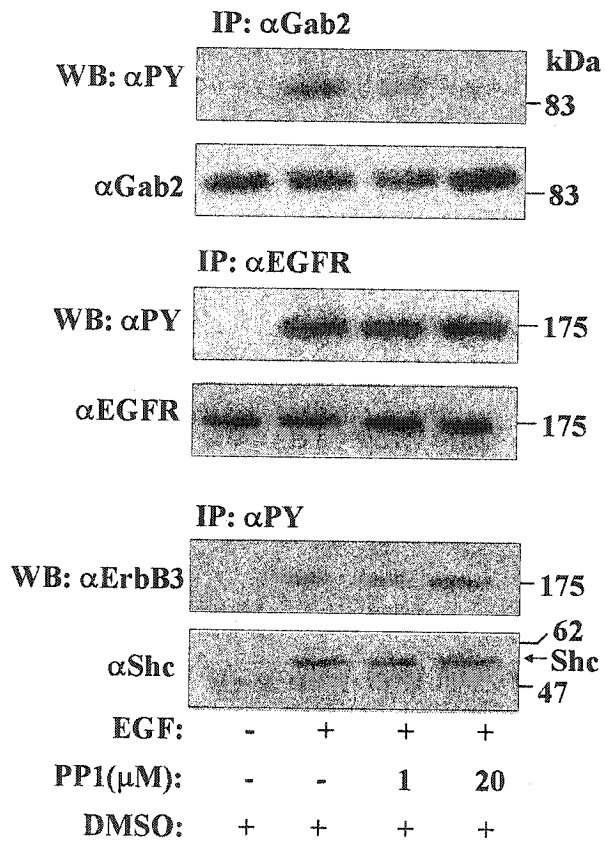 IP: αGab2
WB: αPY
kDa
83
αGab2
83
IP: αEGFR
WB: αPY
175
αEGFR
175
IP: αPY
WB: αErbB3
175
62
αShc
Shc
47
EGF: - + + +
PP1(μM): - - 1 20
DMSO: + + + +